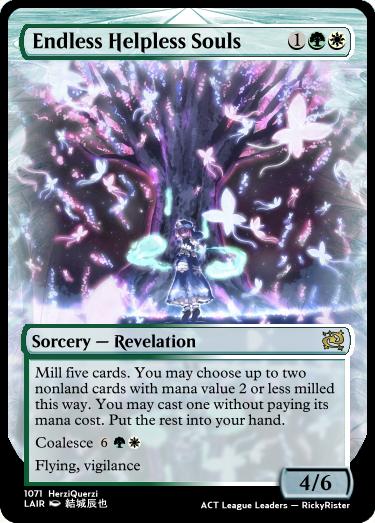 Endless Helpless Souls 1
Sorcery — Revelation
Mill five cards. You may choose up to two
nonland cards with mana value 2 or less milled
this way. You may cast one without paying its
mana cost. Put the rest into your hand.
Coalesce 6
Flying, vigilance
4/6
1071 HerziQuerzi
LAIR 結城辰也
ACT League Leaders — RickyRister